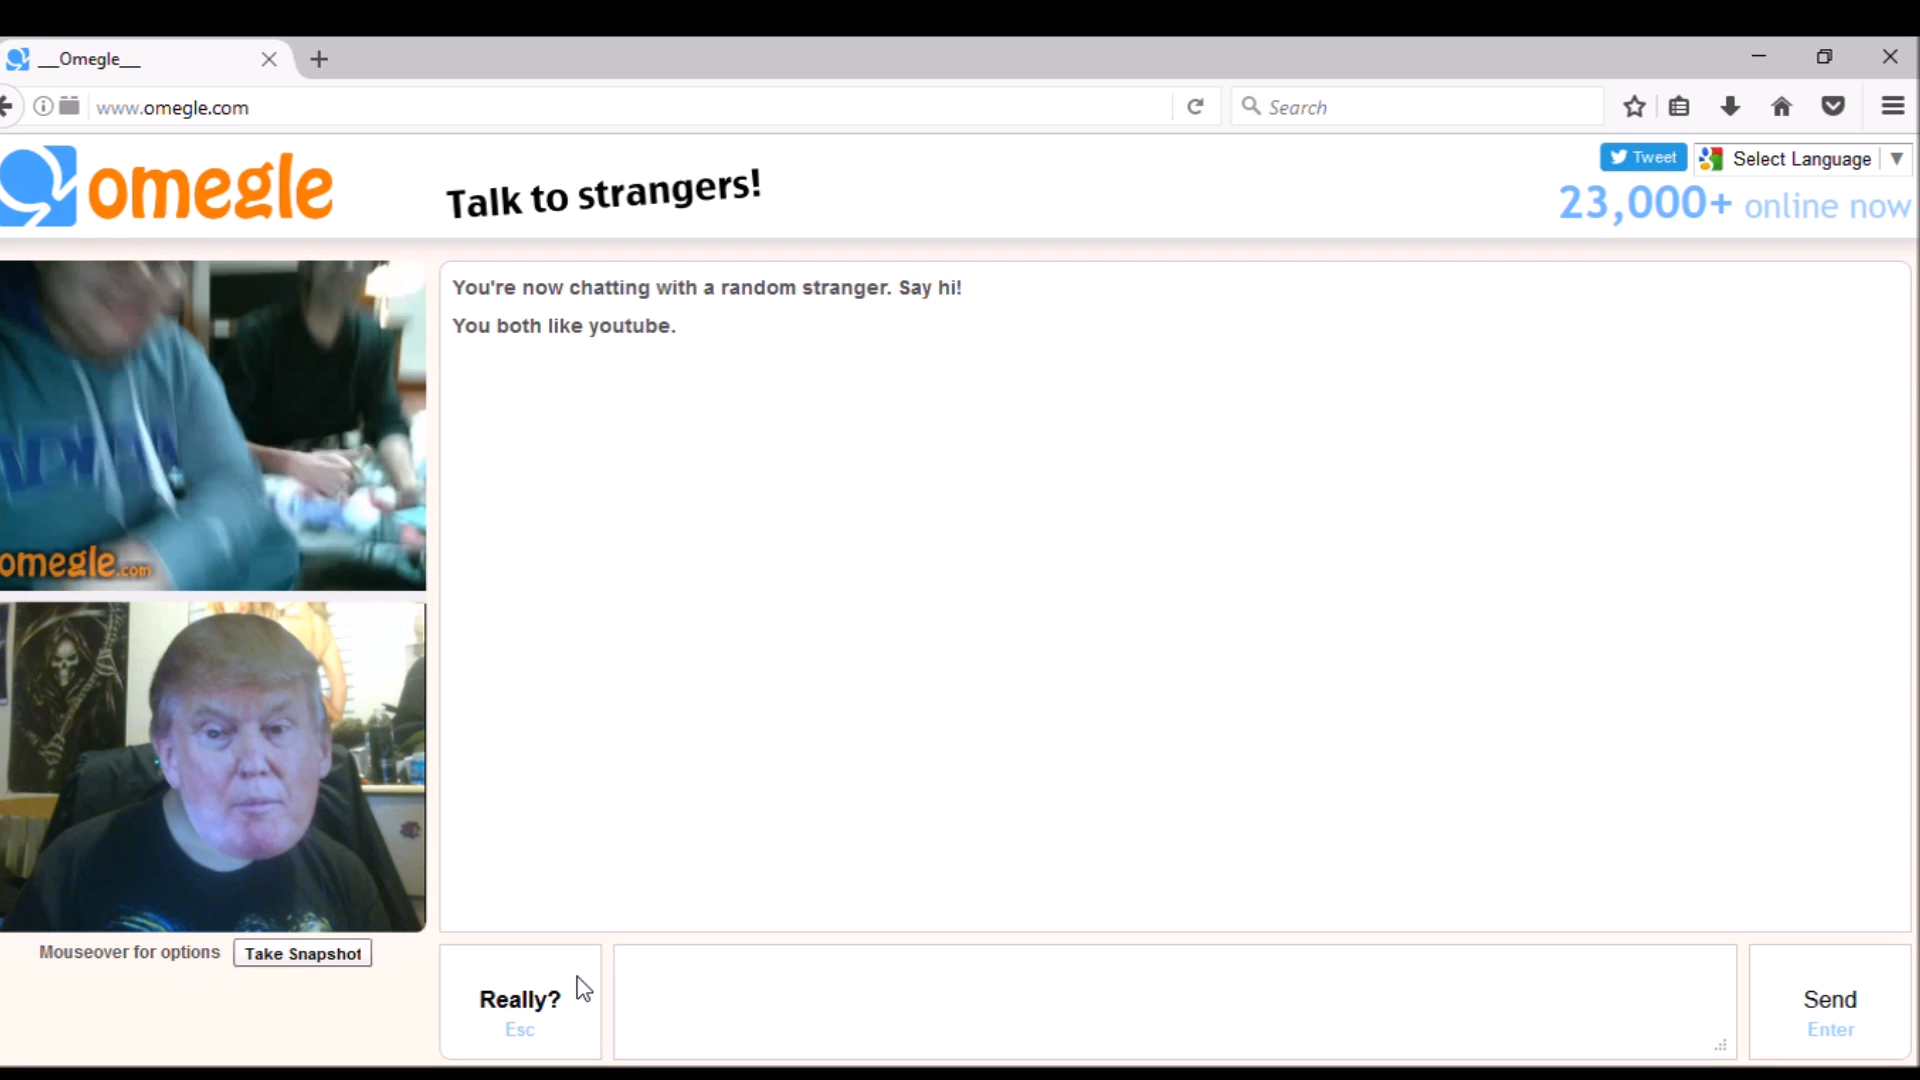 __Omegle__
www.omegle.com
Search
omegle
Talk to strangers!
Tweet
Select Language
23,000+ online now
You're now chatting with a random stranger. Say hi!
You both like youtube.
omegle.com
Mouseover for options
Take Snapshot
Really?
Esc
Send
Enter